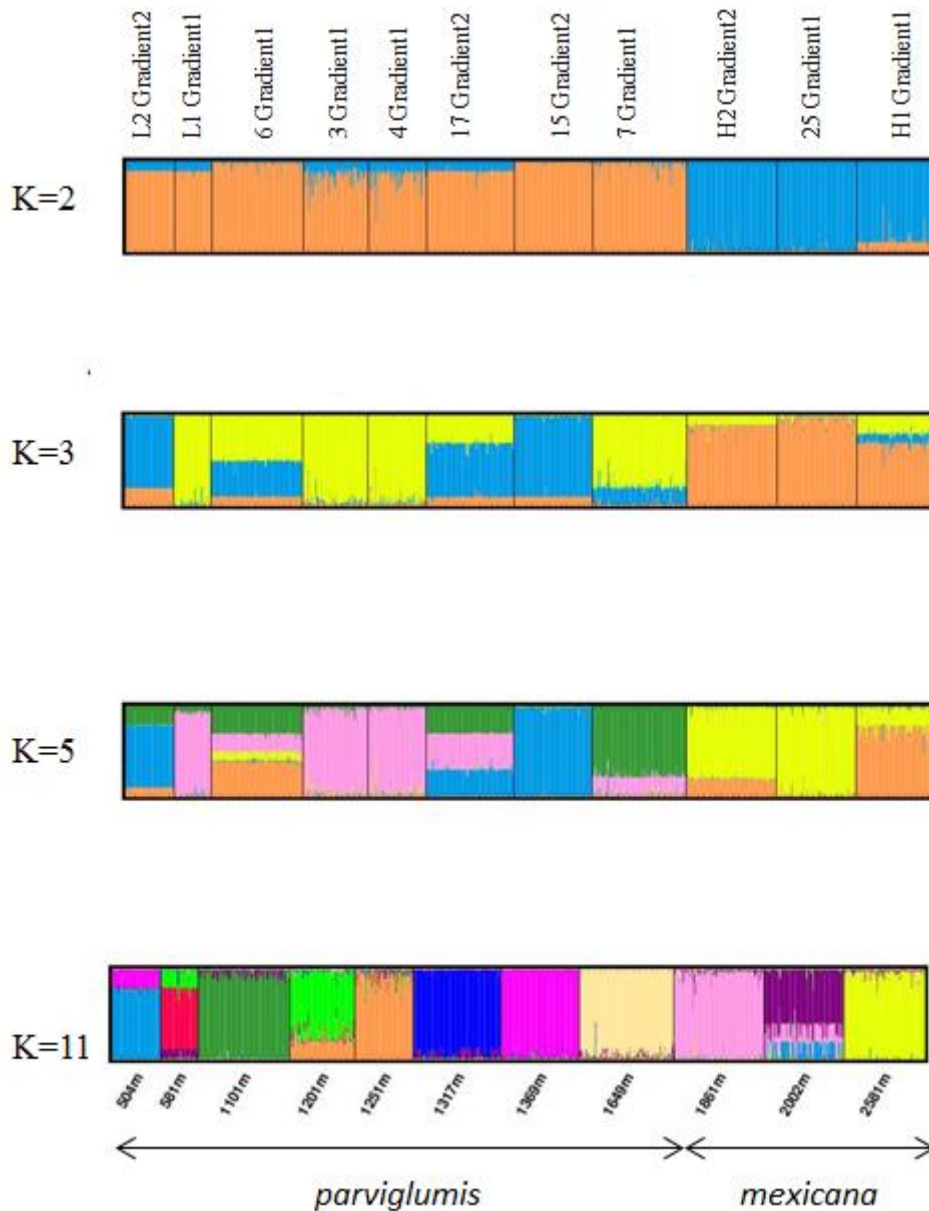 L2 Gradient2
L1 Gradient1
6 Gradient1
3 Gradient1
4 Gradient1
17 Gradient2
15 Gradient2
7 Gradient1
H2 Gradient2
25 Gradient1
H1 Gradient1
K=2
K=3
K=5
K=11
504m
581m
1101m
1201m
1251m
1317m
1369m
1649m
1861m
2002m
2581m
parviglumis
mexicana